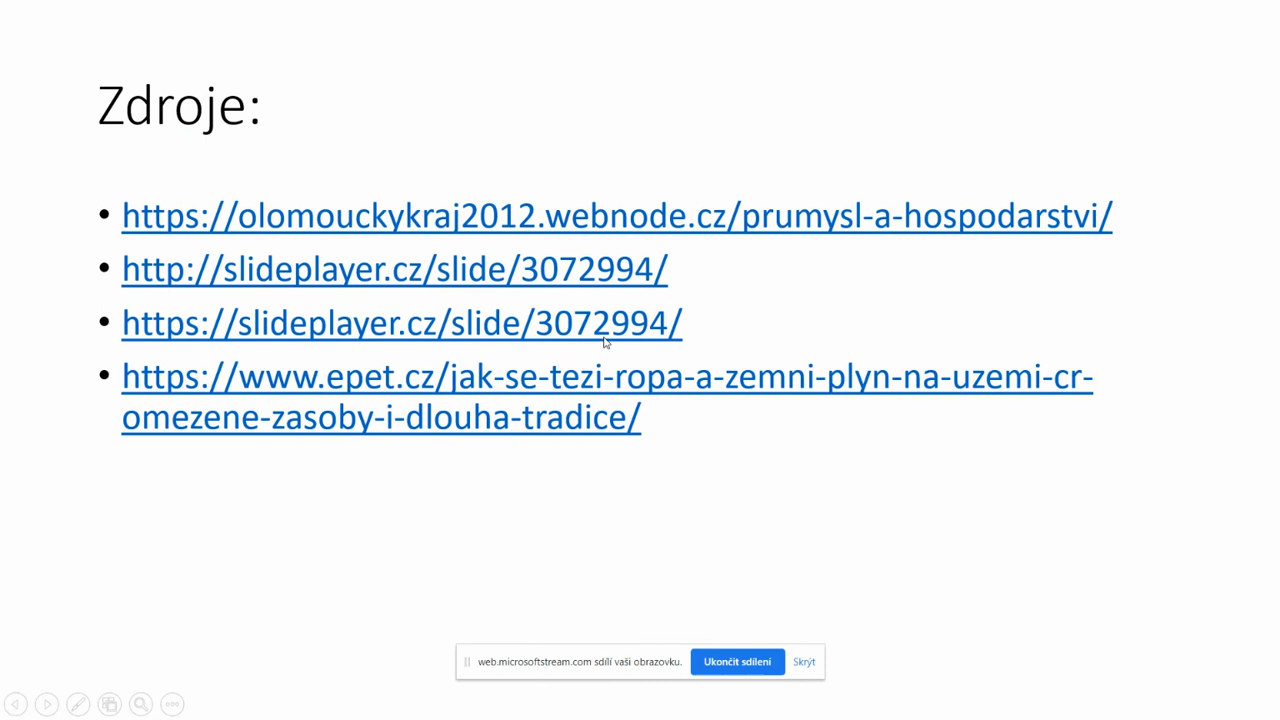 Zdroje:
• https://olomouckykraj2012.webnode.cz/prumysl-a-hospodarstvi/
• http://slideplayer.cz/slide/3072994/
• https://slideplayer.cz/slide/3072994/
• https://www.epet.cz/jak-se-tezi-ropa-a-zemni-plyn-na-uzemi-cr-
omezene-zasoby-i-dlouha-tradice/
web.microsoftstream.com sdílí vaši obrazovku. Ukončit sdílení Skrýt